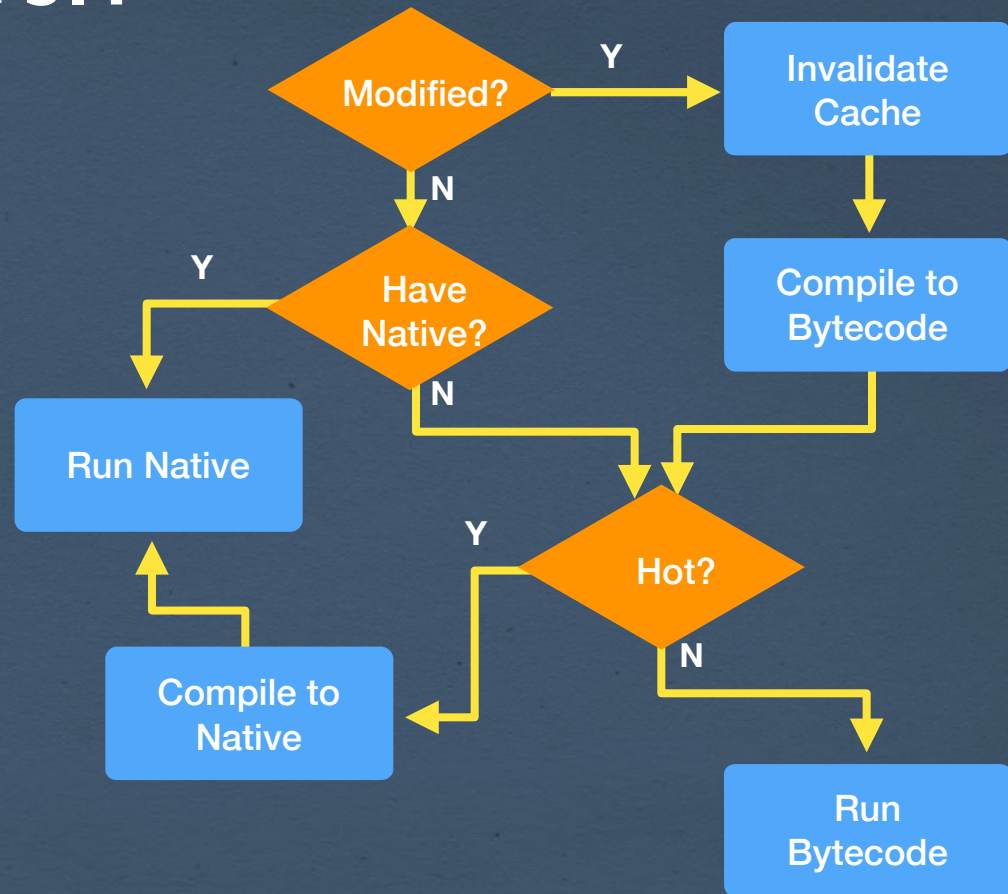 Modified?
Y
Invalidate
Cache
N
Y
Have
Native?
Compile to
Bytecode
N
Run Native
Y
Hot?
N
Compile to
Native
Run
Bytecode